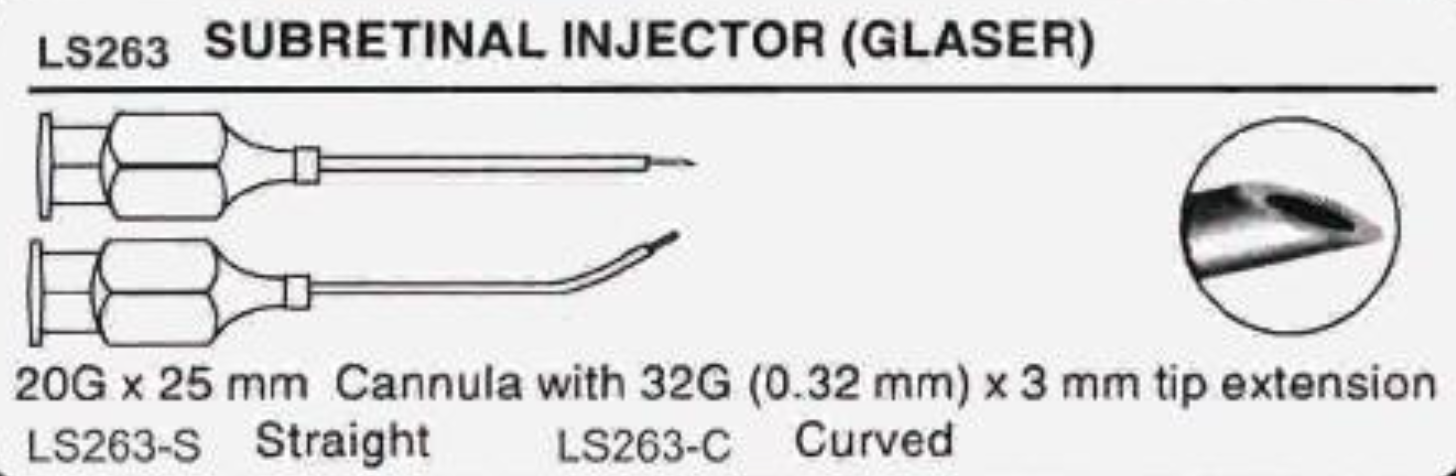 LS263 SUBRETINAL INJECTOR (GLASER)
20G x 25 mm Cannula with 32G (0.32 mm) x 3 mm tip extension
LS263-S Straight LS263-C Curved